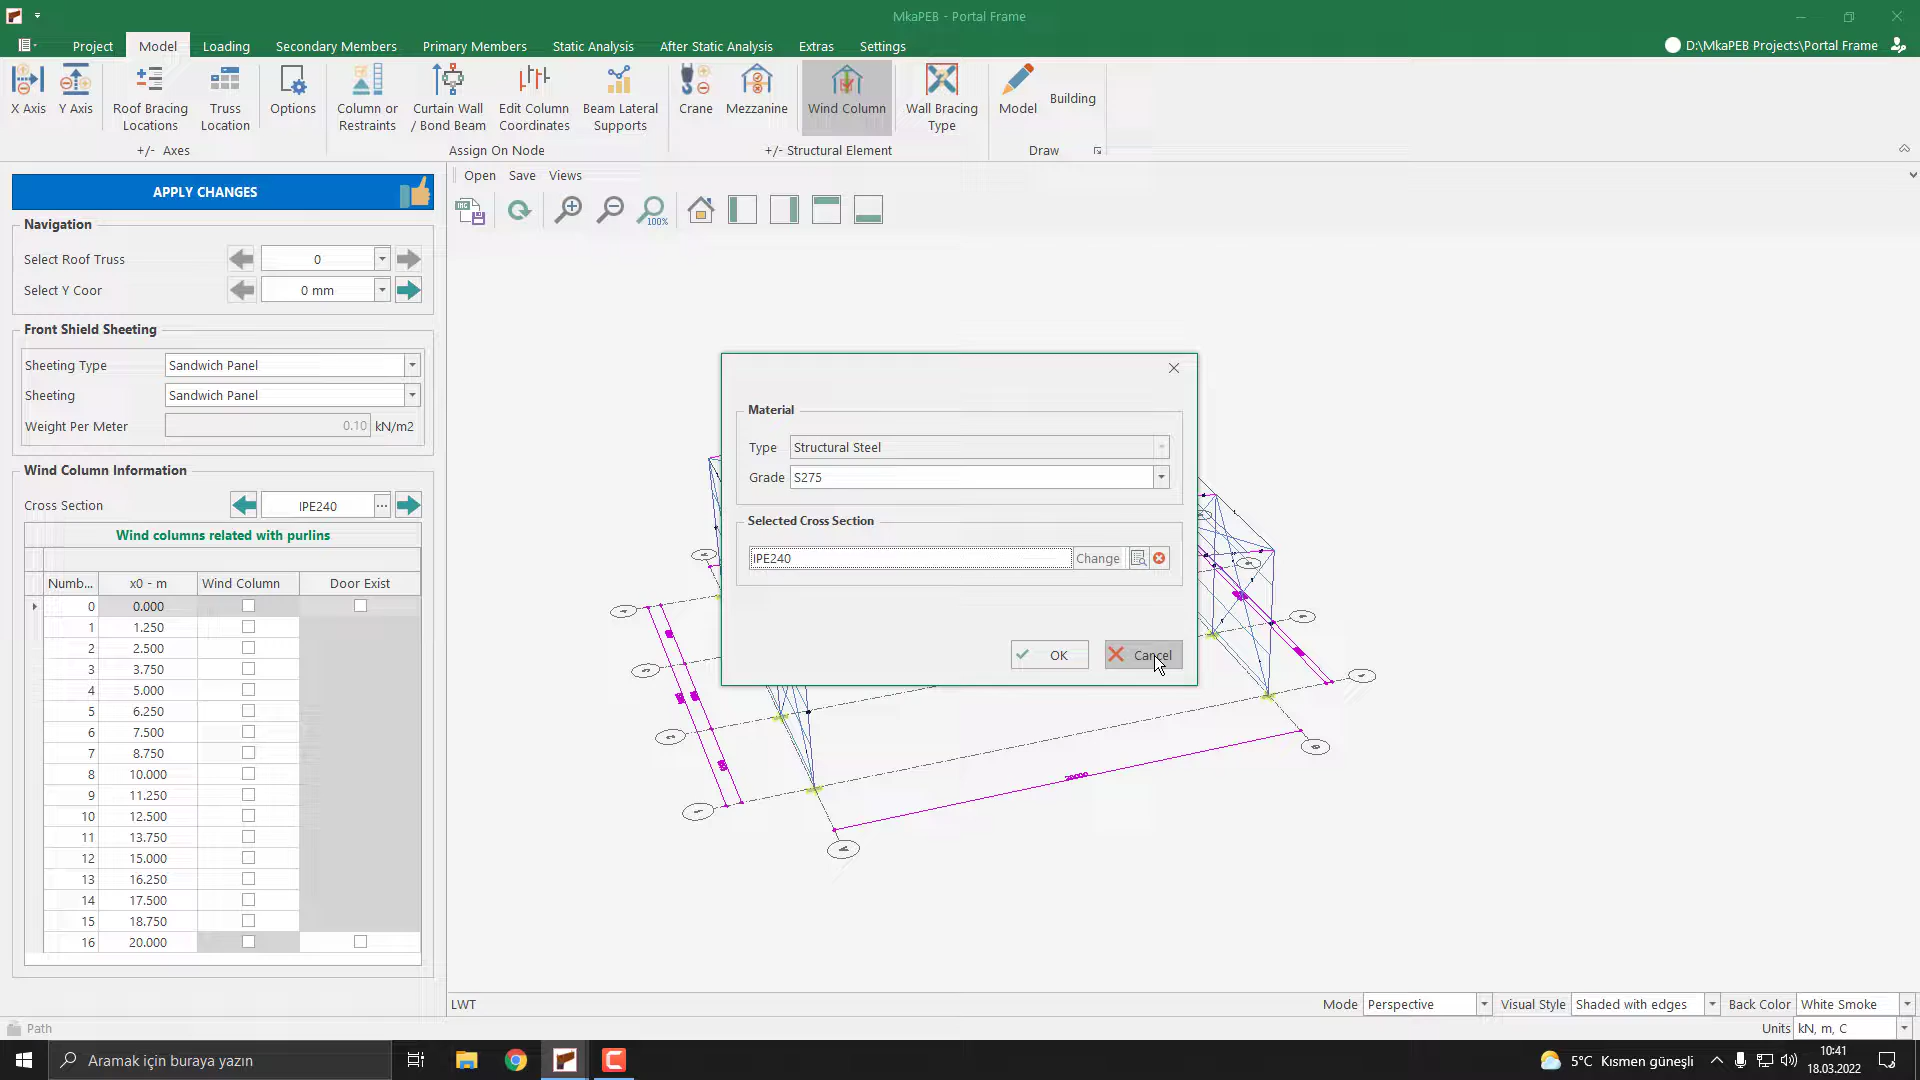 MkaPEB - Portal Frame
Project Model Loading Secondary Members Primary Members Static Analysis After Static Analysis Extras Settings
D:\MkaPEB Projects\Portal Frame
X Axis
Y Axis
Roof Bracing
Locations
Truss
Location
Options
Column or
Restraints
Curtain Wall
/ Bond Beam
Edit Column
Coordinates
Beam Lateral
Supports
Crane
Mezzanine
Wind Column
Wall Bracing
Type
Model
Building
+/- Axes
Assign On Node
+/- Structural Element
Draw
APPLY CHANGES
Open Save Views
100%
Navigation
Select Roof Truss 0
Select Y Coor 0 mm
Front Shield Sheeting
Sheeting Type Sandwich Panel
Sheeting Sandwich Panel
Weight Per Meter 0.10 kN/m2
Wind Column Information
Cross Section IPE240 ...
Wind columns related with purlins
Numb... x0 - m Wind Column Door Exist
0 0.000
1 1.250
2 2.500
3 3.750
4 5.000
5 6.250
6 7.500
7 8.750
8 10.000
9 11.250
10 12.500
11 13.750
12 15.000
13 16.250
14 17.500
15 18.750
16 20.000
Material
Type Structural Steel
Grade S275
Selected Cross Section
IPE240 Change
OK Cancel
20000
LWT
Mode Perspective Visual Style Shaded with edges Back Color White Smoke
Path
Units kN, m, C
Aramak için buraya yazın
5°C Kısmen güneşli
10:41
18.03.2022